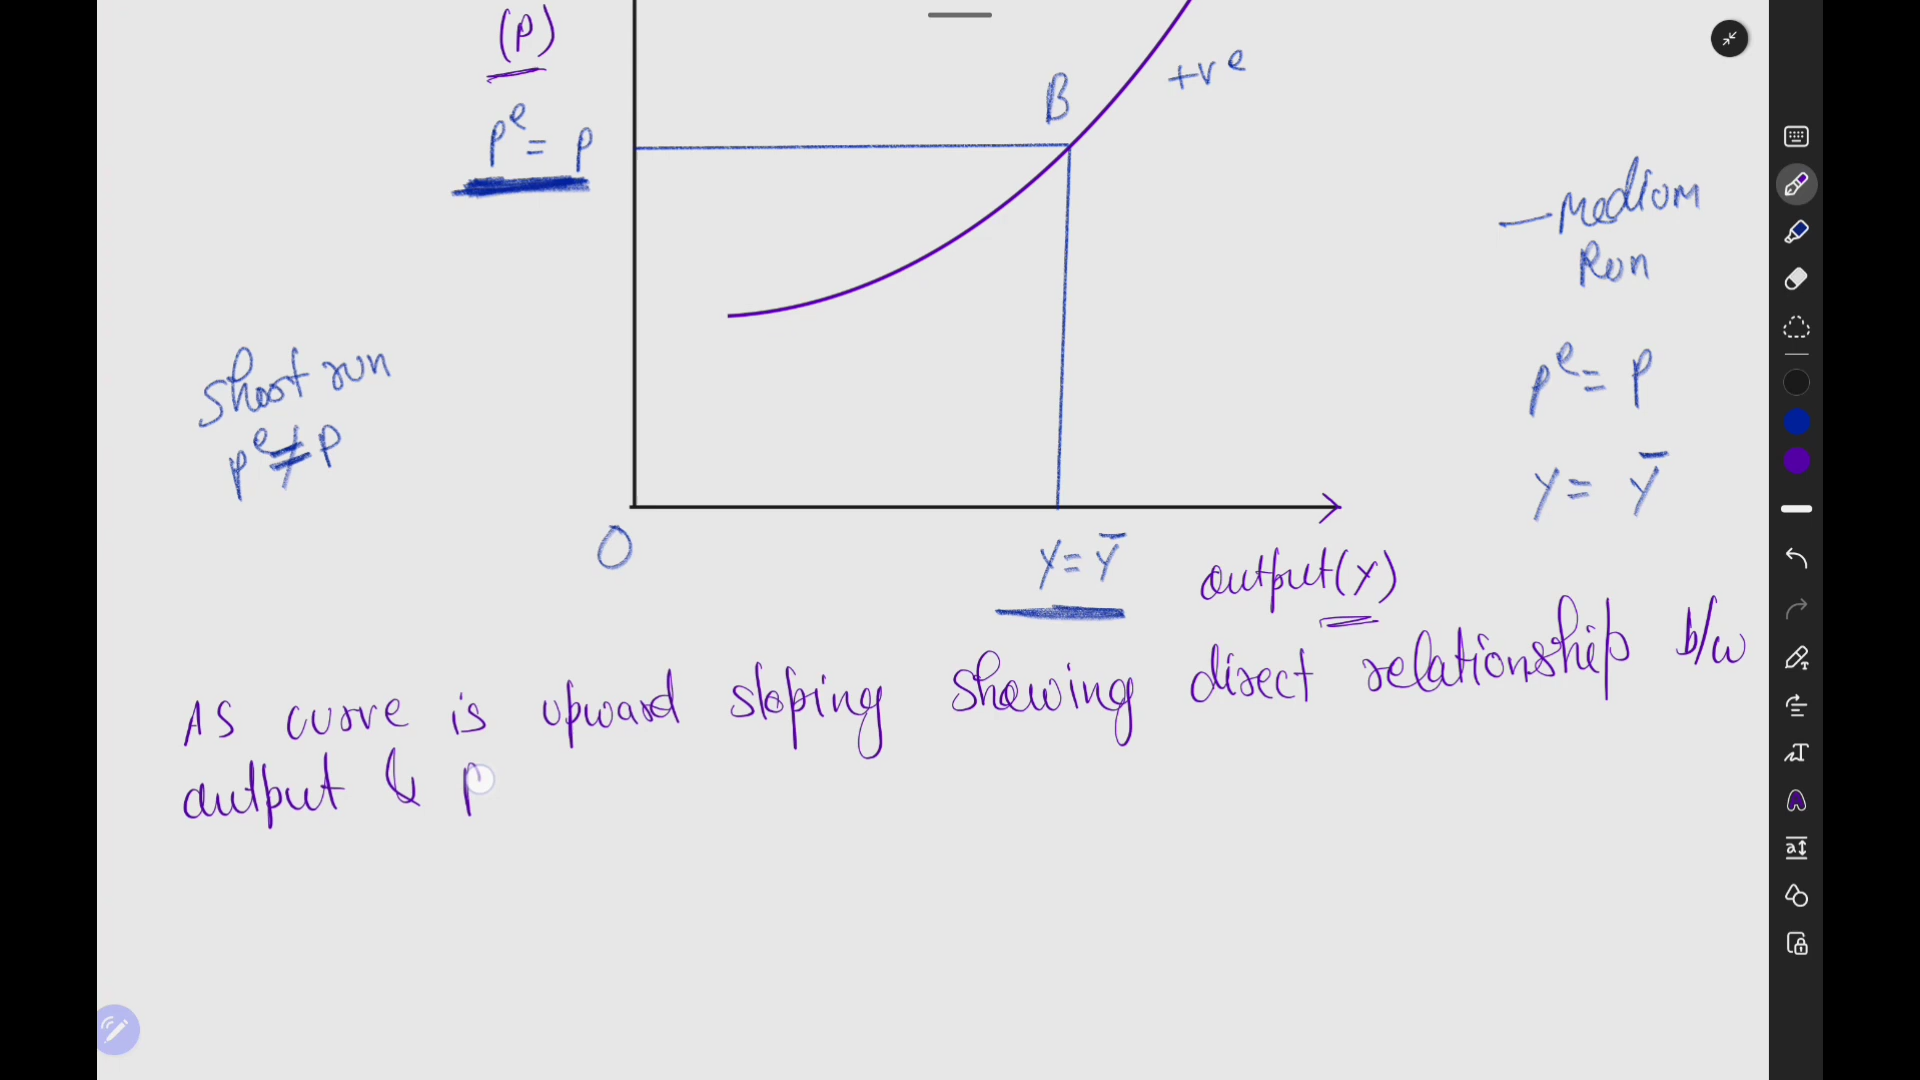 (P)
+ve
B
pᵉ = p
— Medium
Run
Short run
pᵉ = p
pᵉ ≠ p
Y = Ȳ
O
Y = Ȳ
output(Y)
AS curve is upward sloping showing direct relationship b/w
output & P